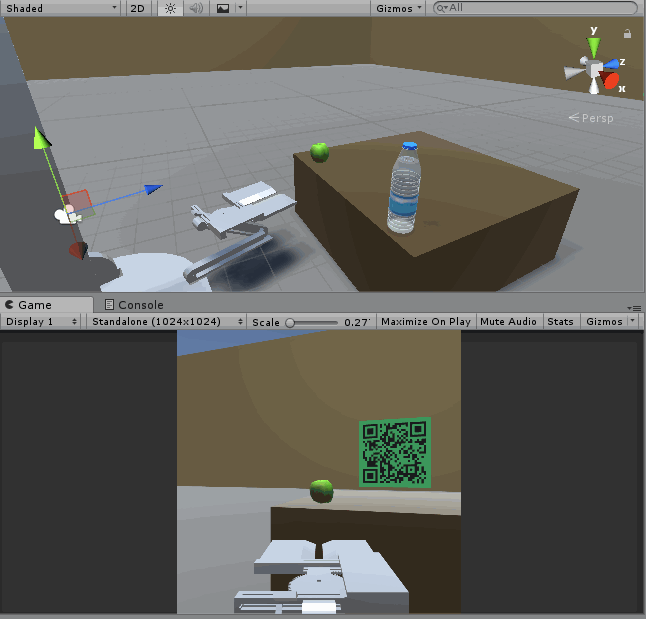 Shaded 2D Gizmos All
y
z
x
Persp
Game Console
Display 1 Standalone (1024x1024) Scale 0.27 Maximize On Play Mute Audio Stats Gizmos